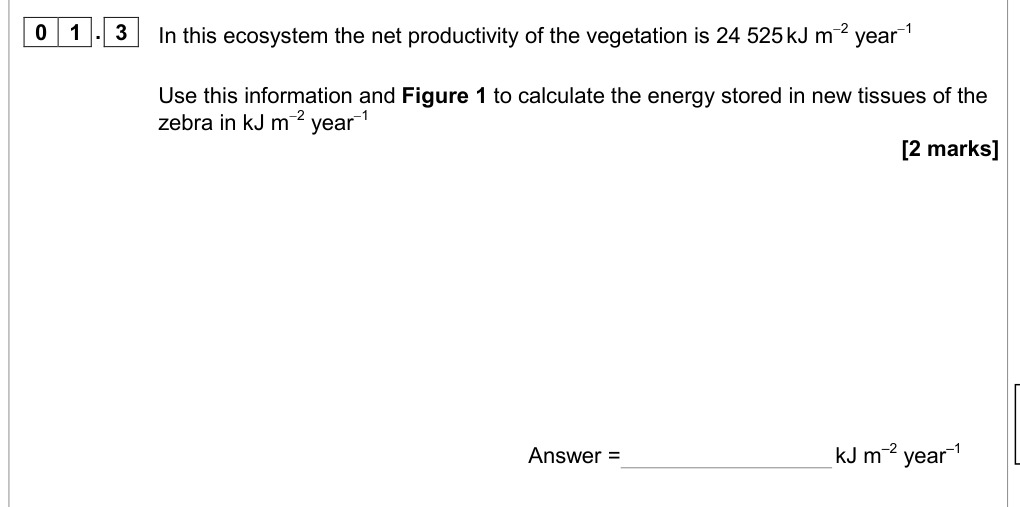 01.3 In this ecosystem the net productivity of the vegetation is 24 525 kJ m⁻² year⁻¹
Use this information and Figure 1 to calculate the energy stored in new tissues of the
zebra in kJ m⁻² year⁻¹
[2 marks]
Answer = ____________________ kJ m⁻² year⁻¹